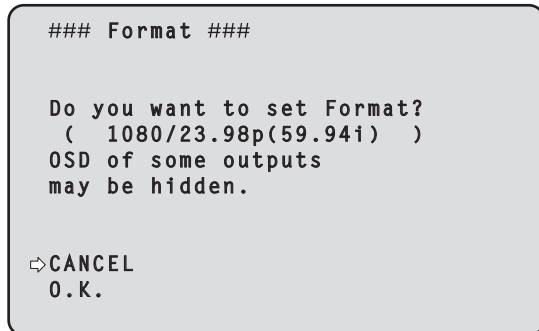 ### Format ###
Do you want to set Format?
( 1080/23.98p(59.94i) )
OSD of some outputs
may be hidden.
⇨CANCEL
O.K.